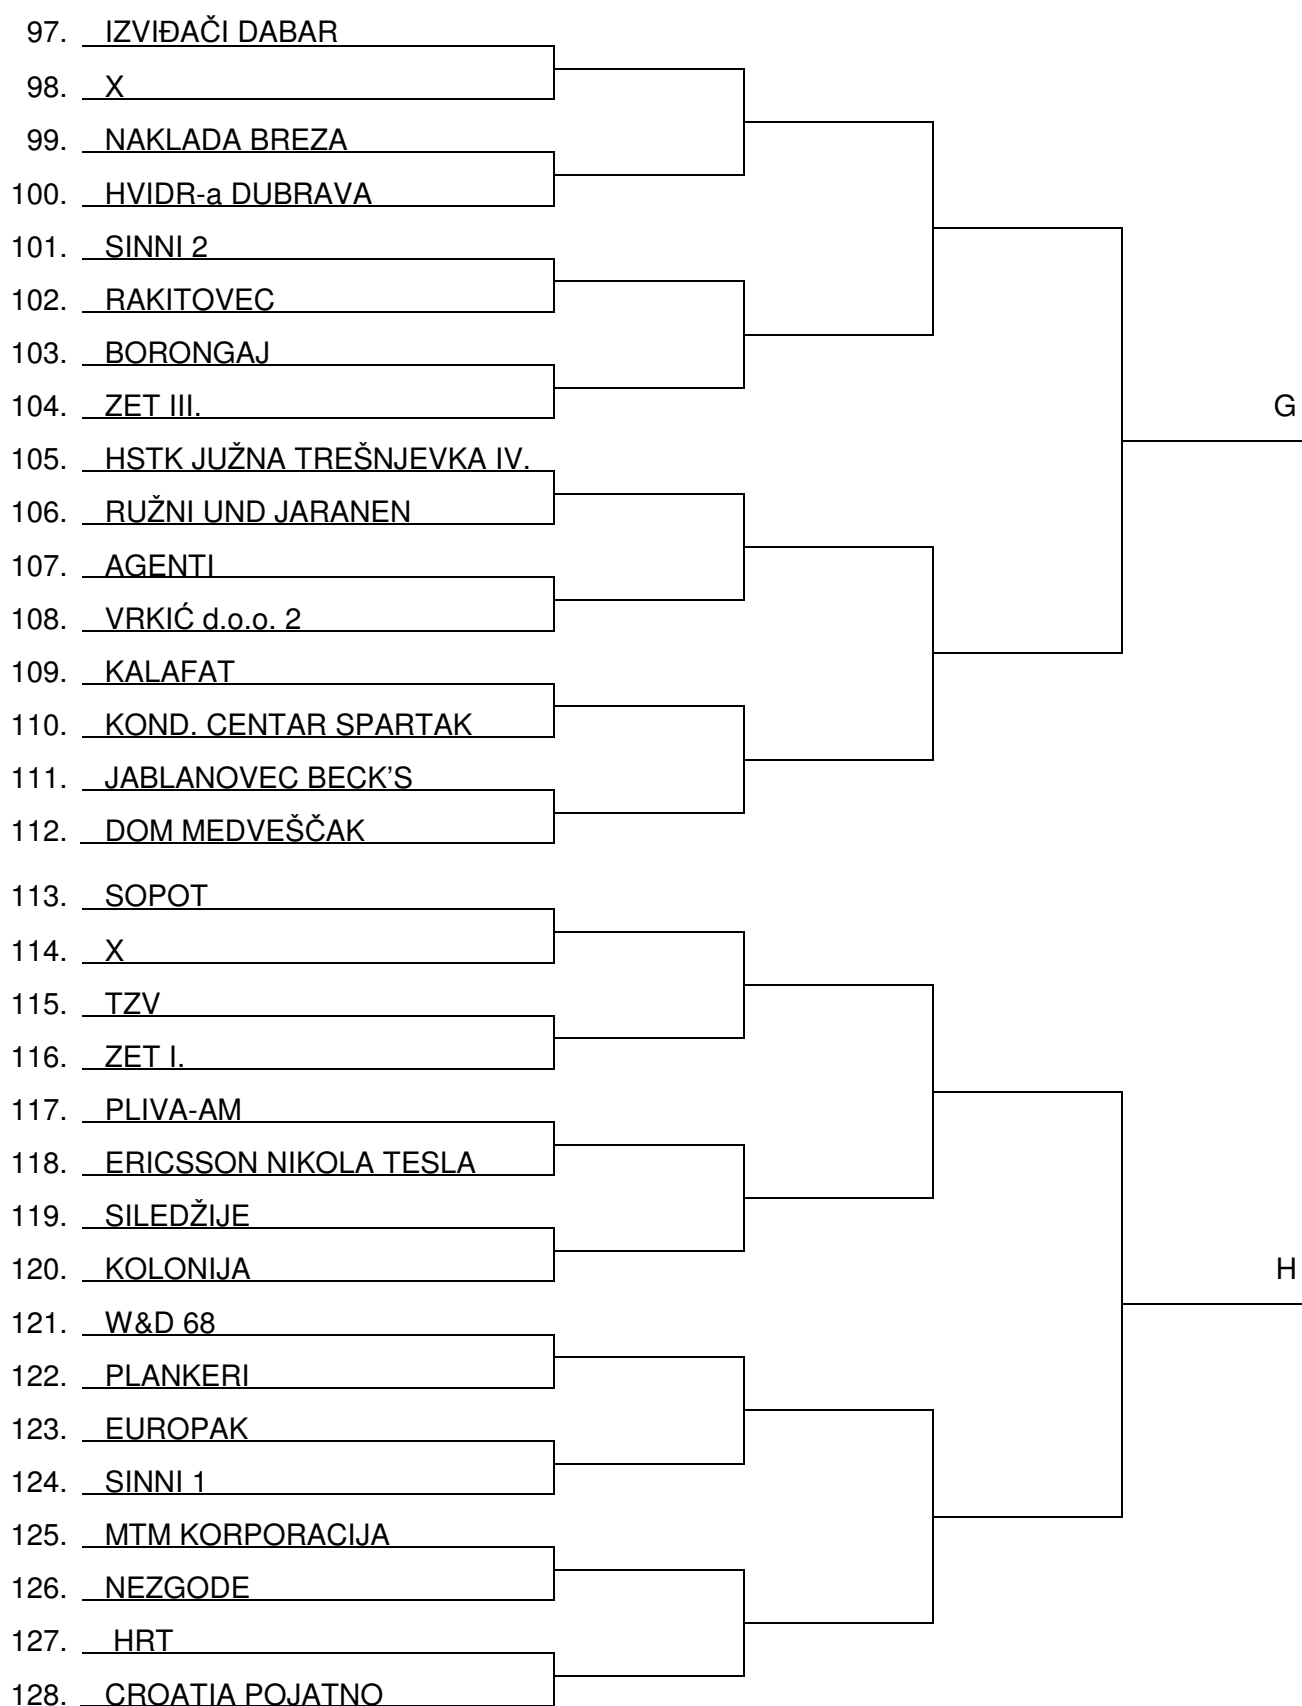 97. IZVIĐAČI DABAR
98. X
99. NAKLADA BREZA
100. HVIDR-a DUBRAVA
101. SINNI 2
102. RAKITOVEC
103. BORONGAJ
104. ZET III.
G
105. HSTK JUŽNA TREŠNJEVKA IV.
106. RUŽNI UND JARANEN
107. AGENTI
108. VRKIĆ d.o.o. 2
109. KALAFAT
110. KOND. CENTAR SPARTAK
111. JABLANOVEC BECK'S
112. DOM MEDVEŠČAK
113. SOPOT
114. X
115. TZV
116. ZET I.
117. PLIVA-AM
118. ERICSSON NIKOLA TESLA
119. SILEDŽIJE
120. KOLONIJA
H
121. W&D 68
122. PLANKERI
123. EUROPAK
124. SINNI 1
125. MTM KORPORACIJA
126. NEZGODE
127. HRT
128. CROATIA POJATNO